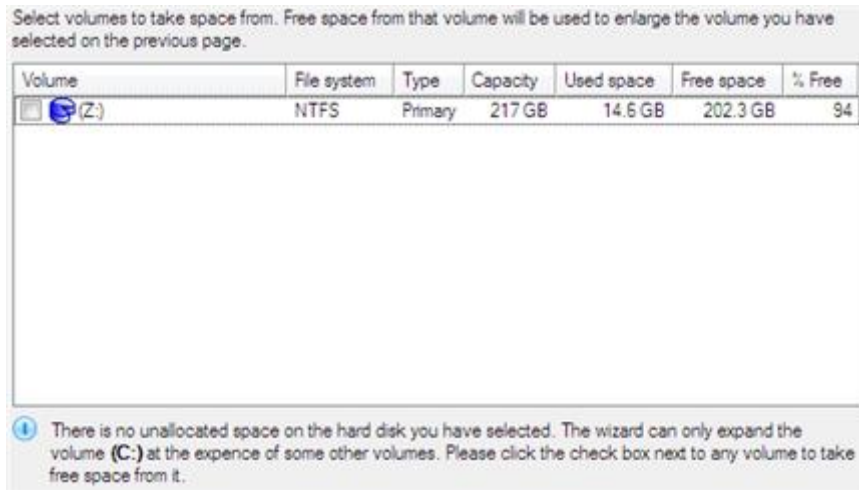 Select volumes to take space from. Free space from that volume will be used to enlarge the volume you have
selected on the previous page.
Volume File system Type Capacity Used space Free space % Free
(Z:) NTFS Primary 217 GB 14.6 GB 202.3 GB 94
There is no unallocated space on the hard disk you have selected. The wizard can only expand the
volume (C:) at the expence of some other volumes. Please click the check box next to any volume to take
free space from it.